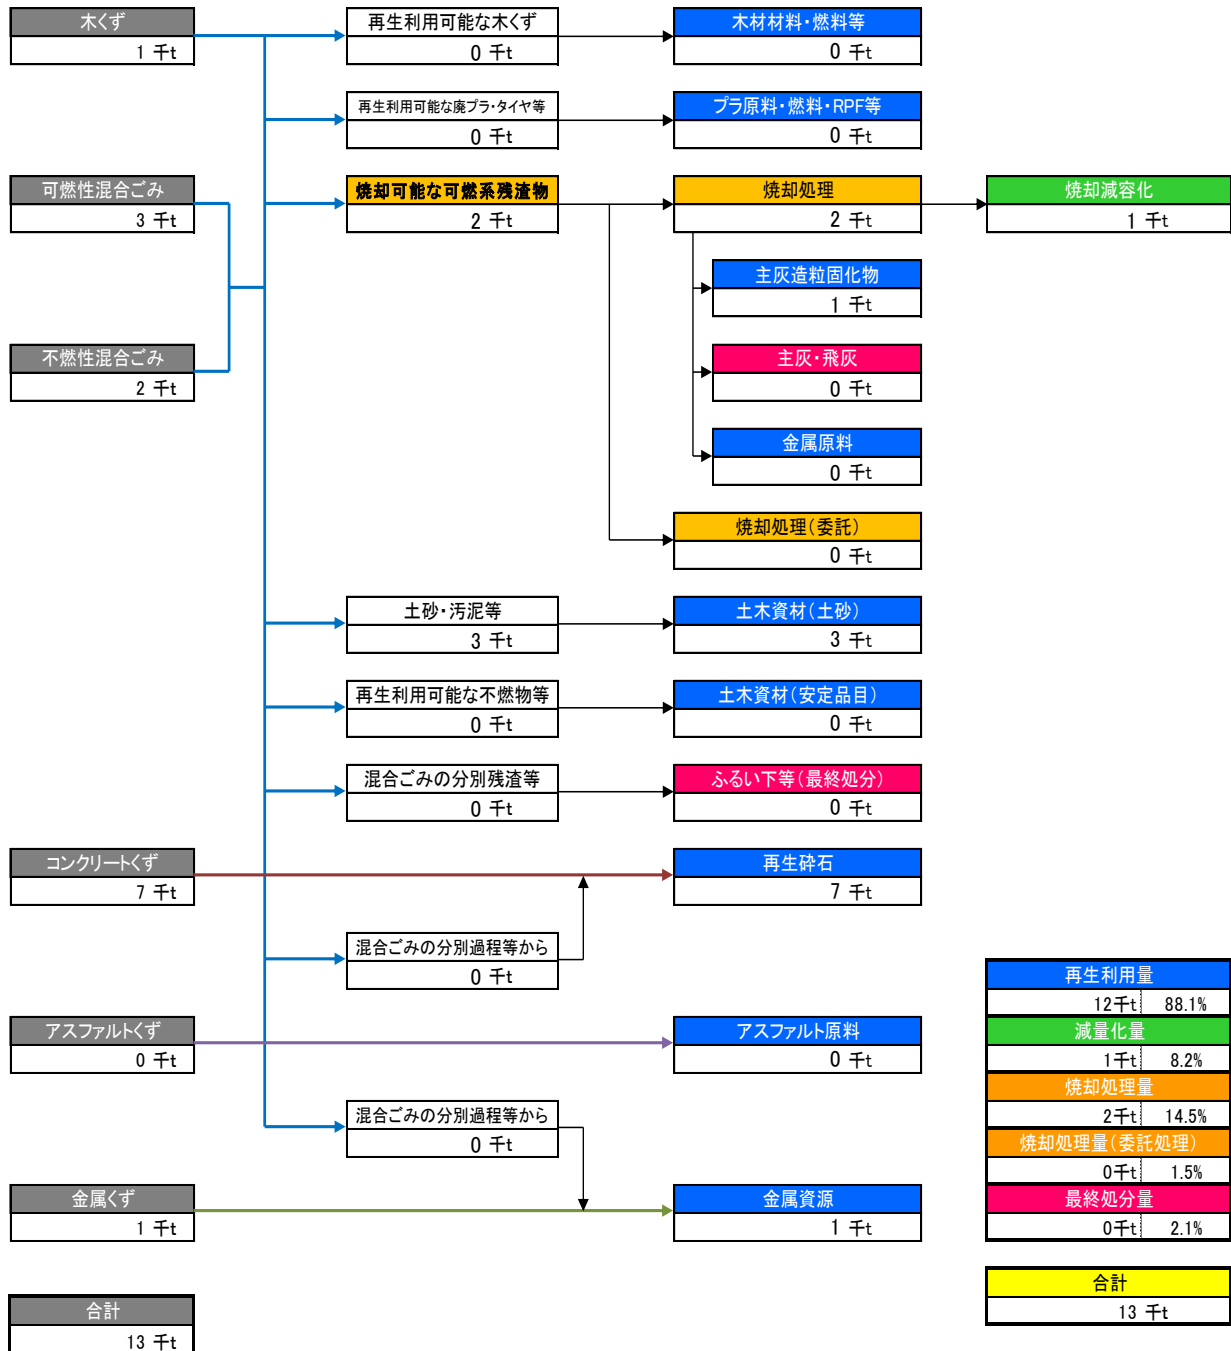 木くず
1 千t
再生利用可能な木くず
0 千t
木材材料・燃料等
0 千t
再生利用可能な廃プラ・タイヤ等
0 千t
プラ原料・燃料・RPF等
0 千t
可燃性混合ごみ
3 千t
焼却可能な可燃系残渣物
2 千t
焼却処理
2 千t
焼却減容化
1 千t
主灰造粒固化物
1 千t
不燃性混合ごみ
2 千t
主灰・飛灰
0 千t
金属原料
0 千t
焼却処理（委託）
0 千t
土砂・汚泥等
3 千t
土木資材（土砂）
3 千t
再生利用可能な不燃物等
0 千t
土木資材（安定品目）
0 千t
混合ごみの分別残渣等
0 千t
ふるい下等（最終処分）
0 千t
コンクリートくず
7 千t
再生砕石
7 千t
混合ごみの分別過程等から
0 千t
アスファルトくず
0 千t
アスファルト原料
0 千t
混合ごみの分別過程等から
0 千t
金属くず
1 千t
金属資源
1 千t
再生利用量
12千t 88.1%
減量化量
1千t 8.2%
焼却処理量
2千t 14.5%
焼却処理量（委託処理）
0千t 1.5%
最終処分量
0千t 2.1%
合計
13 千t
合計
13 千t